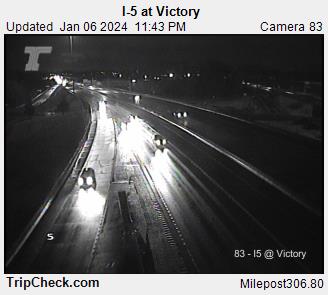 I-5 at Victory
Updated Jan 06 2024 11:43 PM Camera 83
T
S
83 - I5 @ Victory
TripCheck.com Milepost306.80